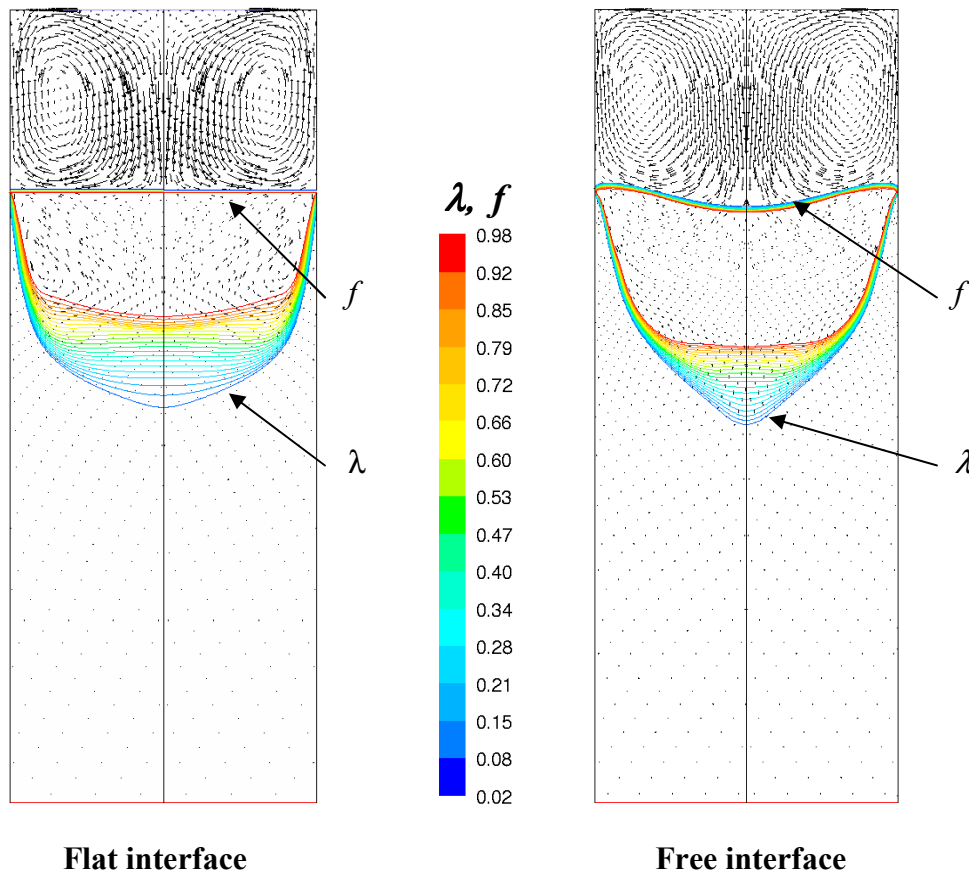 λ, f
0.98
0.92
0.85
0.79
0.72
0.66
0.60
0.53
0.47
0.40
0.34
0.28
0.21
0.15
0.08
0.02
f
λ
f
λ
Flat interface
Free interface